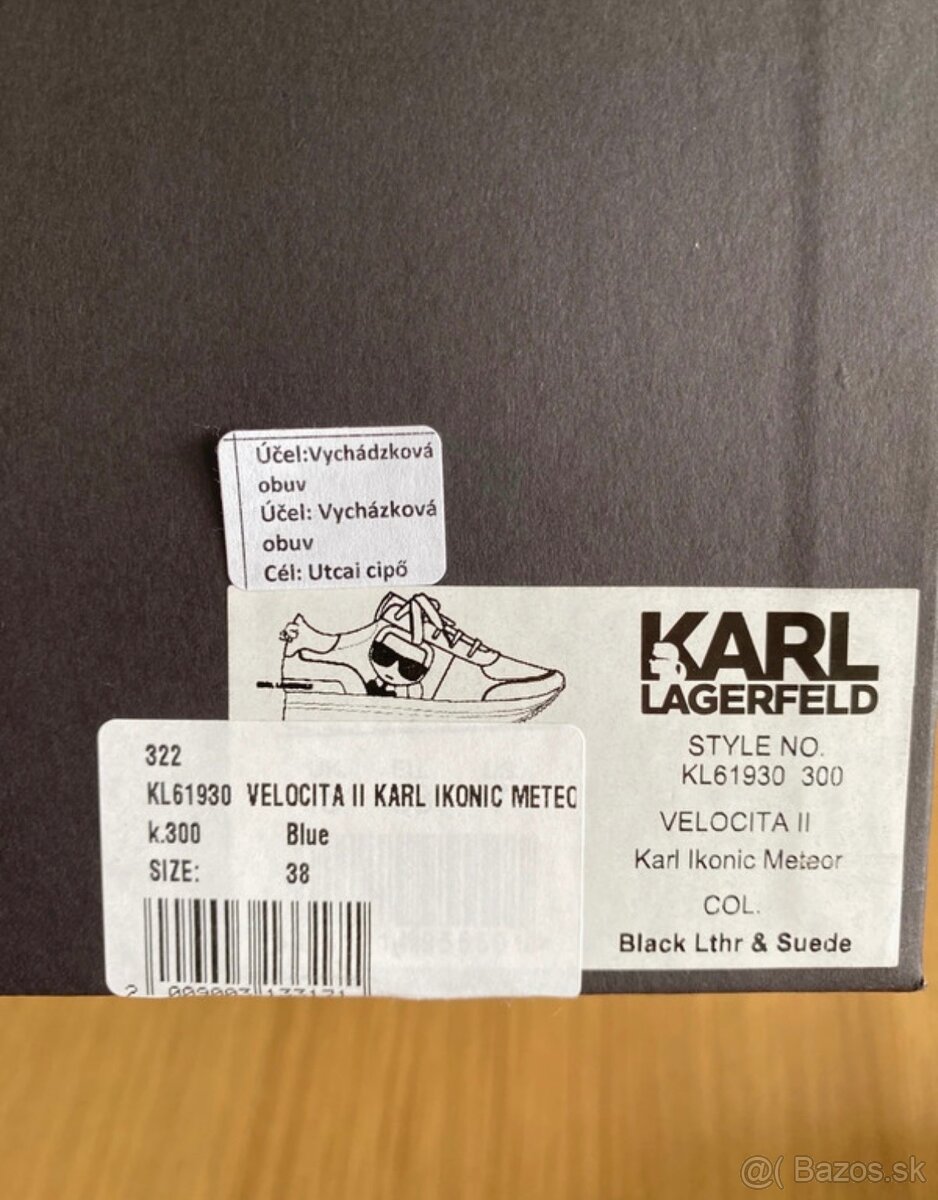 Účel:Vychádzková
obuv
Účel: Vycházková
obuv
Cél: Utcai cipő
KARL
LAGERFELD
STYLE NO.
KL61930 300
VELOCITA II
Karl Ikonic Meteor
COL.
Black Lthr & Suede
322
KL61930 VELOCITA II KARL IKONIC METEO
k.300 Blue
SIZE: 38
@( Bazos.sk